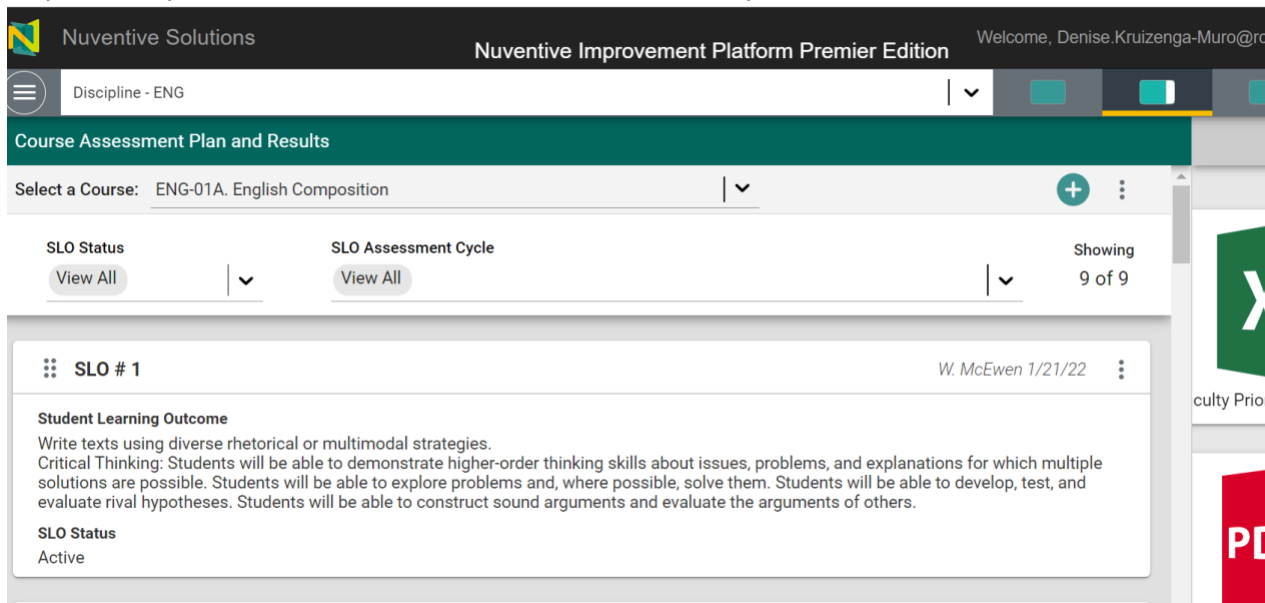 Nuventive Solutions
Nuventive Improvement Platform Premier Edition
Welcome, Denise.Kruizenga-Muro@
Discipline - ENG
Course Assessment Plan and Results
Select a Course: ENG-01A. English Composition
SLO Status
SLO Assessment Cycle
Showing
View All
View All
9 of 9
SLO # 1
W. McEwen 1/21/22
Student Learning Outcome
Write texts using diverse rhetorical or multimodal strategies.
Critical Thinking: Students will be able to demonstrate higher-order thinking skills about issues, problems, and explanations for which multiple
solutions are possible. Students will be able to explore problems and, where possible, solve them. Students will be able to develop, test, and
evaluate rival hypotheses. Students will be able to construct sound arguments and evaluate the arguments of others.
SLO Status
Active
culty Prio
PD